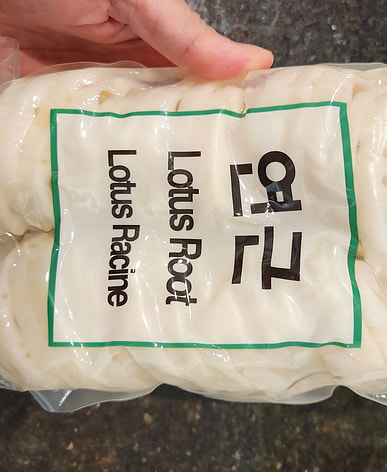 연근
Lotus Root
Lotus Racine